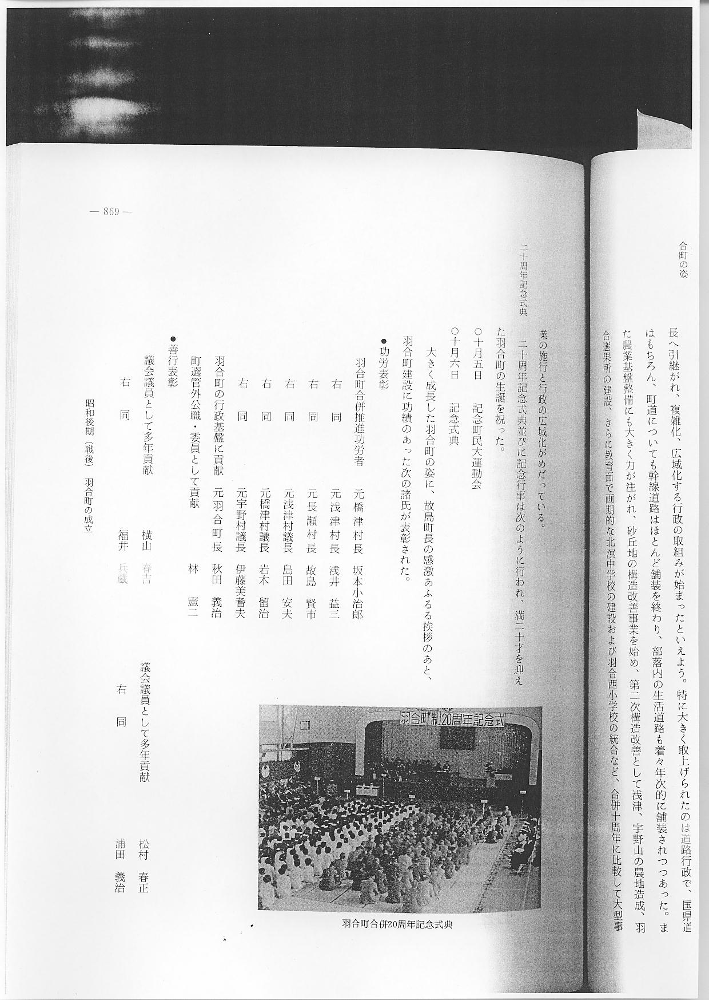 合町の姿
長へ引継がれ、複雑化、広域化する行政の取組みが始まったといえよう。特に大きく取上げられたのは道路行政で、国県道
はもちろん、町道についても幹線道路はほとんど舗装を終わり、部落内の生活道路も着々年次的に舗装されつつあった。ま
た農業基盤整備にも大きく力が注がれ、砂丘地の構造改善事業を始め、第二次構造改善として浅津、宇野山の農地造成、羽
合選果所の建設、さらに教育面で画期的な北溟中学校の建設および羽合西小学校の統合など、合併十周年に比較して大型事
業の施行と行政の広域化がめだっている。
二十周年記念式典
二十周年記念式典並びに記念行事は次のように行われ、満二十才を迎え
た羽合町の生誕を祝った。
〇十月五日 記念町民大運動会
〇十月六日 記念式典
大きく成長した羽合町の姿に、故島町長の感激あふるる挨拶のあと、
羽合町建設に功績のあった次の諸氏が表彰された。
●功労表彰
羽合町合併推進功労者 元橋津村長 坂本小治郎
右同 元浅津村長 浅井益三
右同 元長瀬村長 故島賢市
右同 元浅津村議長 島田安夫
右同 元橋津村議長 岩本留治
右同 元宇野村議長 伊藤美耆夫
羽合町の行政基盤に貢献 元羽合町長 秋田義治
町選管外公職・委員として貢献 林憲二
●善行表彰
議会議員として多年貢献 横山春吉 議会議員として多年貢献 松村春正
右同 福井兵蔵 右同 浦田義治
羽合町制20周年記念式
羽合町合併20周年記念式典
昭和後期（戦後） 羽合町の成立
— 869 —